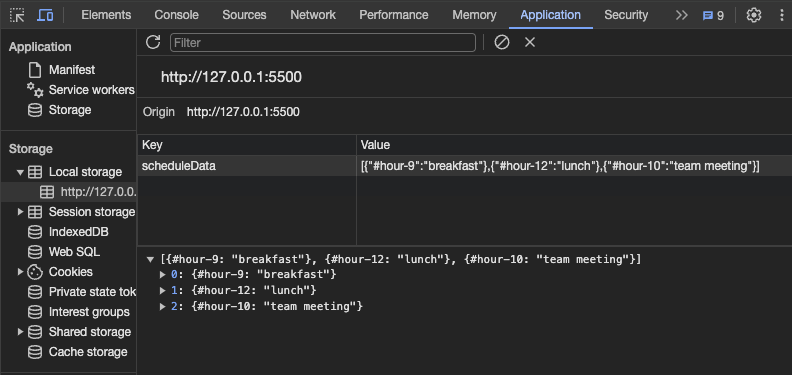 Elements Console Sources Network Performance Memory Application Security 9
Application
Manifest
Service workers
Storage
Storage
Local storage
http://127.0.0.
Session storage
IndexedDB
Web SQL
Cookies
Private state tok
Interest groups
Shared storage
Cache storage
Filter
http://127.0.0.1:5500
Origin http://127.0.0.1:5500
Key Value
scheduleData [{"#hour-9":"breakfast"},{"#hour-12":"lunch"},{"#hour-10":"team meeting"}]
[{#hour-9: "breakfast"}, {#hour-12: "lunch"}, {#hour-10: "team meeting"}]
0: {#hour-9: "breakfast"}
1: {#hour-12: "lunch"}
2: {#hour-10: "team meeting"}